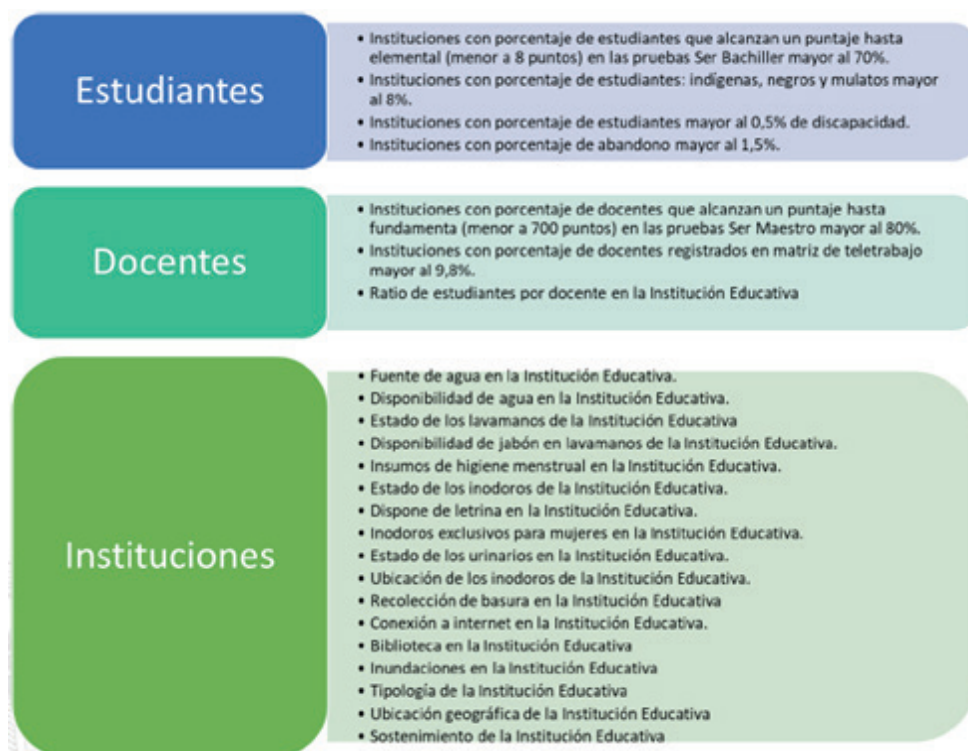 Estudiantes
• Instituciones con porcentaje de estudiantes que alcanzan un puntaje hasta
elemental (menor a 8 puntos) en las pruebas Ser Bachiller mayor al 70%.
• Instituciones con porcentaje de estudiantes: indígenas, negros y mulatos mayor
al 8%.
• Instituciones con porcentaje de estudiantes mayor al 0,5% de discapacidad.
• Instituciones con porcentaje de abandono mayor al 1,5%.
Docentes
• Instituciones con porcentaje de docentes que alcanzan un puntaje hasta
fundamenta (menor a 700 puntos) en las pruebas Ser Maestro mayor al 80%.
• Instituciones con porcentaje de docentes registrados en matriz de teletrabajo
mayor al 9,8%.
• Ratio de estudiantes por docente en la Institución Educativa
Instituciones
• Fuente de agua en la Institución Educativa.
• Disponibilidad de agua en la Institución Educativa.
• Estado de los lavamanos de la Institución Educativa
• Disponibilidad de jabón en lavamanos de la Institución Educativa.
• Insumos de higiene menstrual en la Institución Educativa.
• Estado de los inodoros de la Institución Educativa.
• Dispone de letrina en la Institución Educativa.
• Inodoros exclusivos para mujeres en la Institución Educativa.
• Estado de los urinarios en la Institución Educativa.
• Ubicación de los inodoros de la Institución Educativa.
• Recolección de basura en la Institución Educativa
• Conexión a internet en la Institución Educativa.
• Biblioteca en la Institución Educativa
• Inundaciones en la Institución Educativa
• Tipología de la Institución Educativa
• Ubicación geográfica de la Institución Educativa
• Sostenimiento de la Institución Educativa